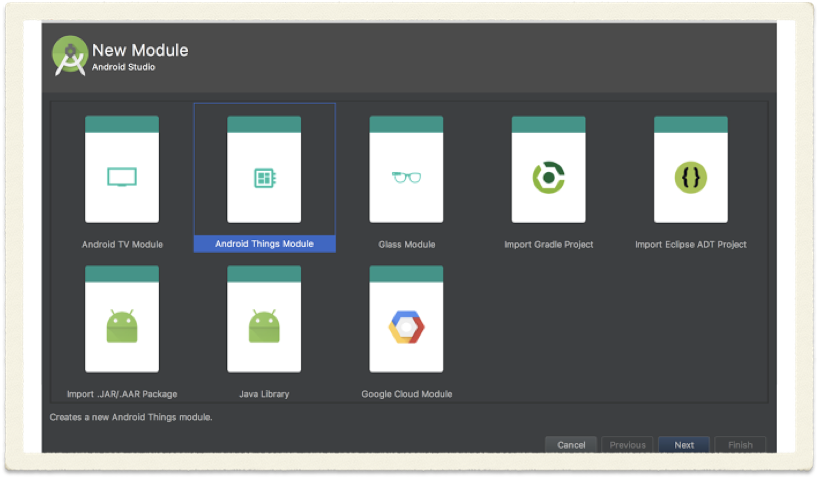 New Module
Android Studio
Android TV Module
Android Things Module
Glass Module
Import Gradle Project
Import Eclipse ADT Project
{}
Import .JAR/.AAR Package
Java Library
Google Cloud Module
Creates a new Android Things module.
Cancel
Previous
Next
Finish